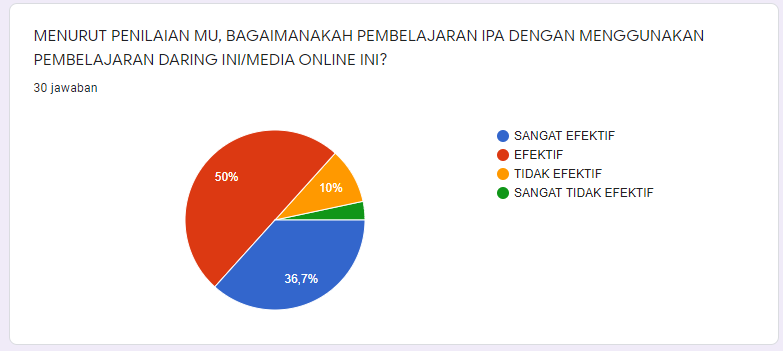 MENURUT PENILAIAN MU, BAGAIMANAKAH PEMBELAJARAN IPA DENGAN MENGGUNAKAN
PEMBELAJARAN DARING INI/MEDIA ONLINE INI?
30 jawaban
SANGAT EFEKTIF
EFEKTIF
TIDAK EFEKTIF
SANGAT TIDAK EFEKTIF
50%
10%
36,7%